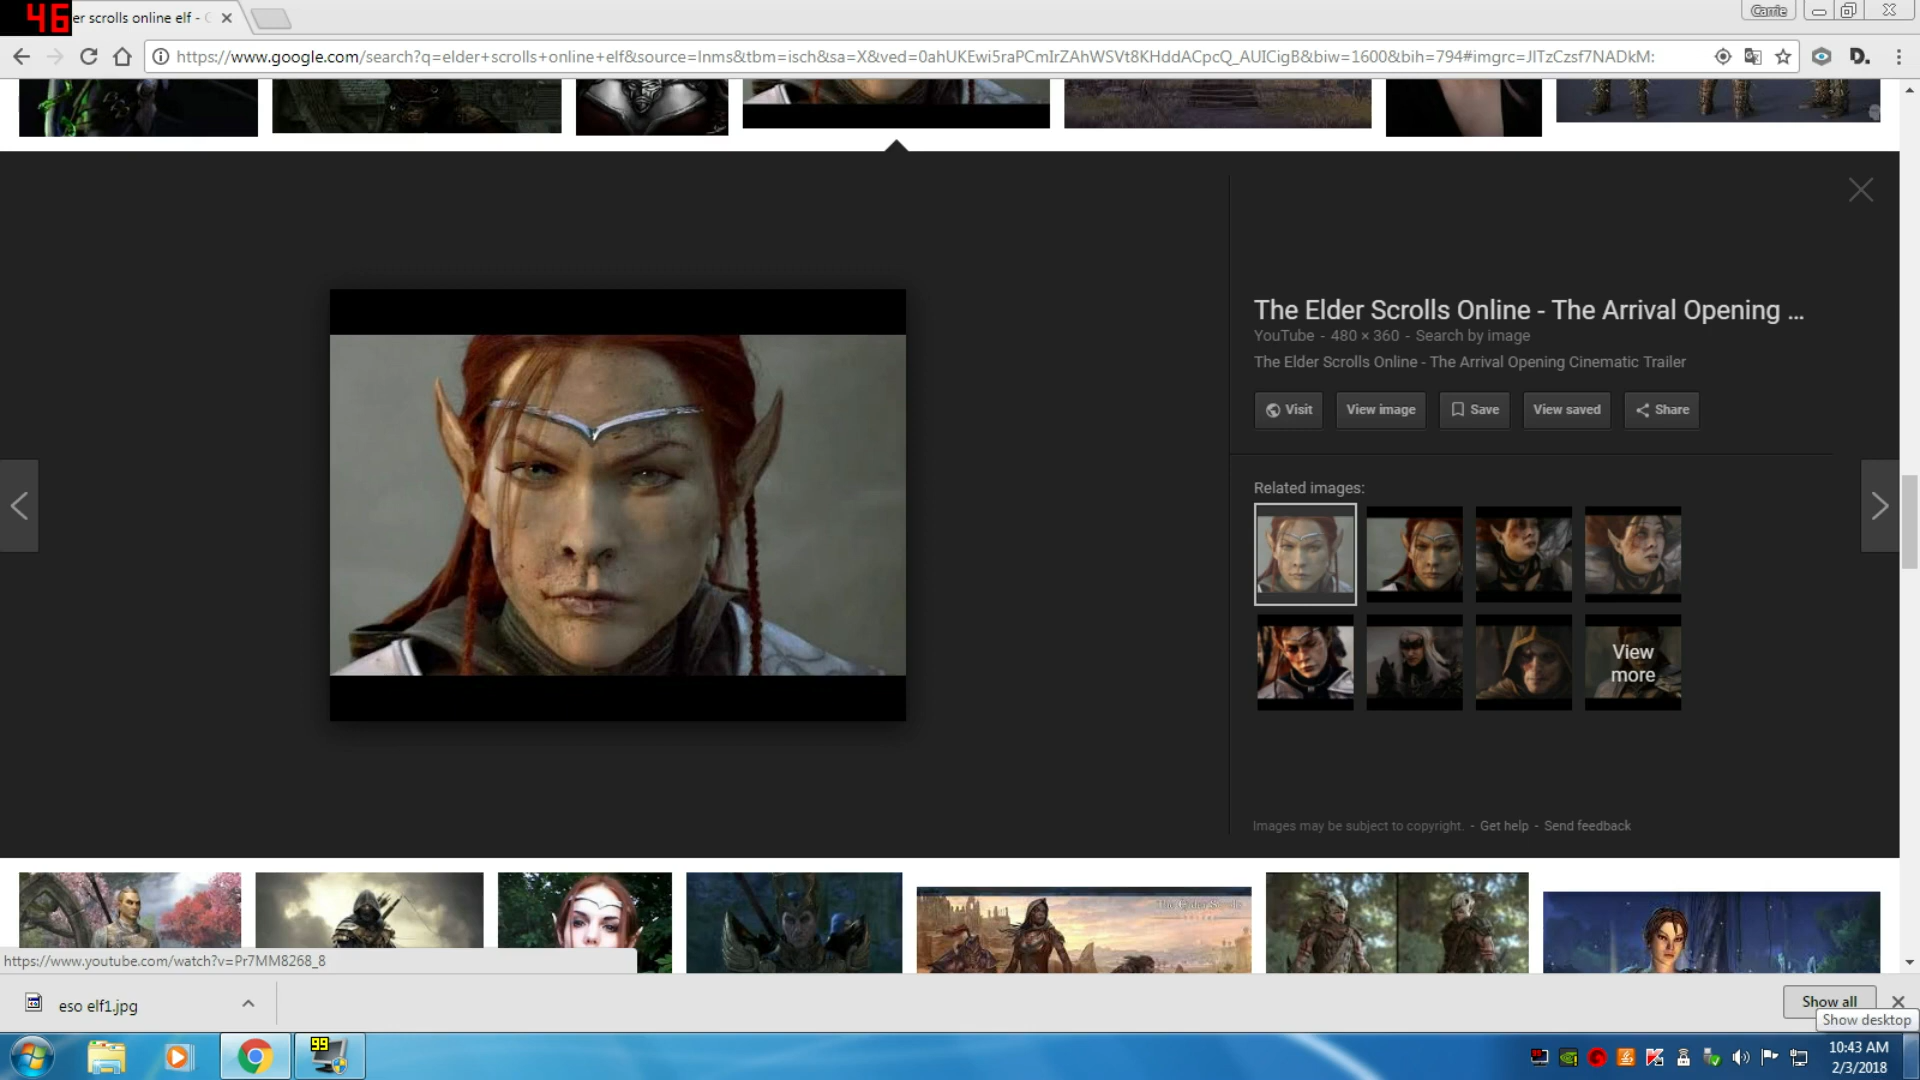 46
er scrolls online elf - G
Carrie
https://www.google.com/search?q=elder+scrolls+online+elf&source=lnms&tbm=isch&sa=X&ved=0ahUKEwi5raPCmIrZAhWSVt8KHddACpcQ_AUICigB&biw=1600&bih=794#imgrc=JITzCzsf7NADkM:
D.
The Elder Scrolls Online - The Arrival Opening ...
YouTube - 480 × 360 - Search by image
The Elder Scrolls Online - The Arrival Opening Cinematic Trailer
Visit
View image
Save
View saved
Share
Related images:
View
more
Images may be subject to copyright. - Get help - Send feedback
The Elder Scrolls
https://www.youtube.com/watch?v=Pr7MM8268_8
eso elf1.jpg
Show all
Show desktop
99
10:43 AM
2/3/2018